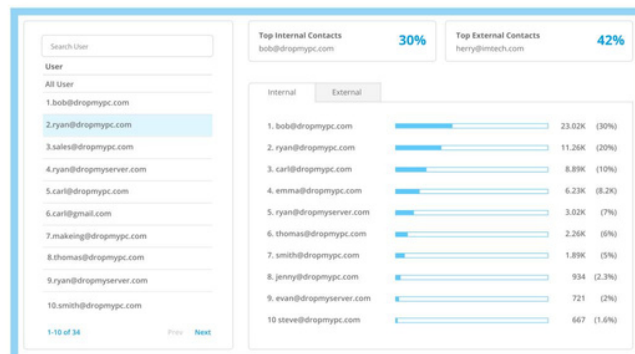 Search User
User
All User
1.bob@dropmypc.com
2.ryan@dropmypc.com
3.sales@dropmypc.com
4.ryan@dropmyserver.com
5.carl@dropmypc.com
6.carl@gmail.com
7.makeing@dropmypc.com
8.thomas@dropmypc.com
9.ryan@dropmyserver.com
10.smith@dropmypc.com
1-10 of 34 Prev Next
Top Internal Contacts
bob@dropmypc.com
30%
Top External Contacts
herry@imtech.com
42%
Internal External
1. bob@dropmypc.com 23.02K (30%)
2. ryan@dropmypc.com 11.26K (20%)
3. carl@dropmypc.com 8.89K (10%)
4. emma@dropmypc.com 6.23K (8.2K)
5. ryan@dropmyserver.com 3.02K (7%)
6. thomas@dropmypc.com 2.26K (6%)
7. smith@dropmypc.com 1.89K (5%)
8. jenny@dropmypc.com 934 (2.3%)
9. evan@dropmyserver.com 721 (2%)
10 steve@dropmypc.com 667 (1.6%)